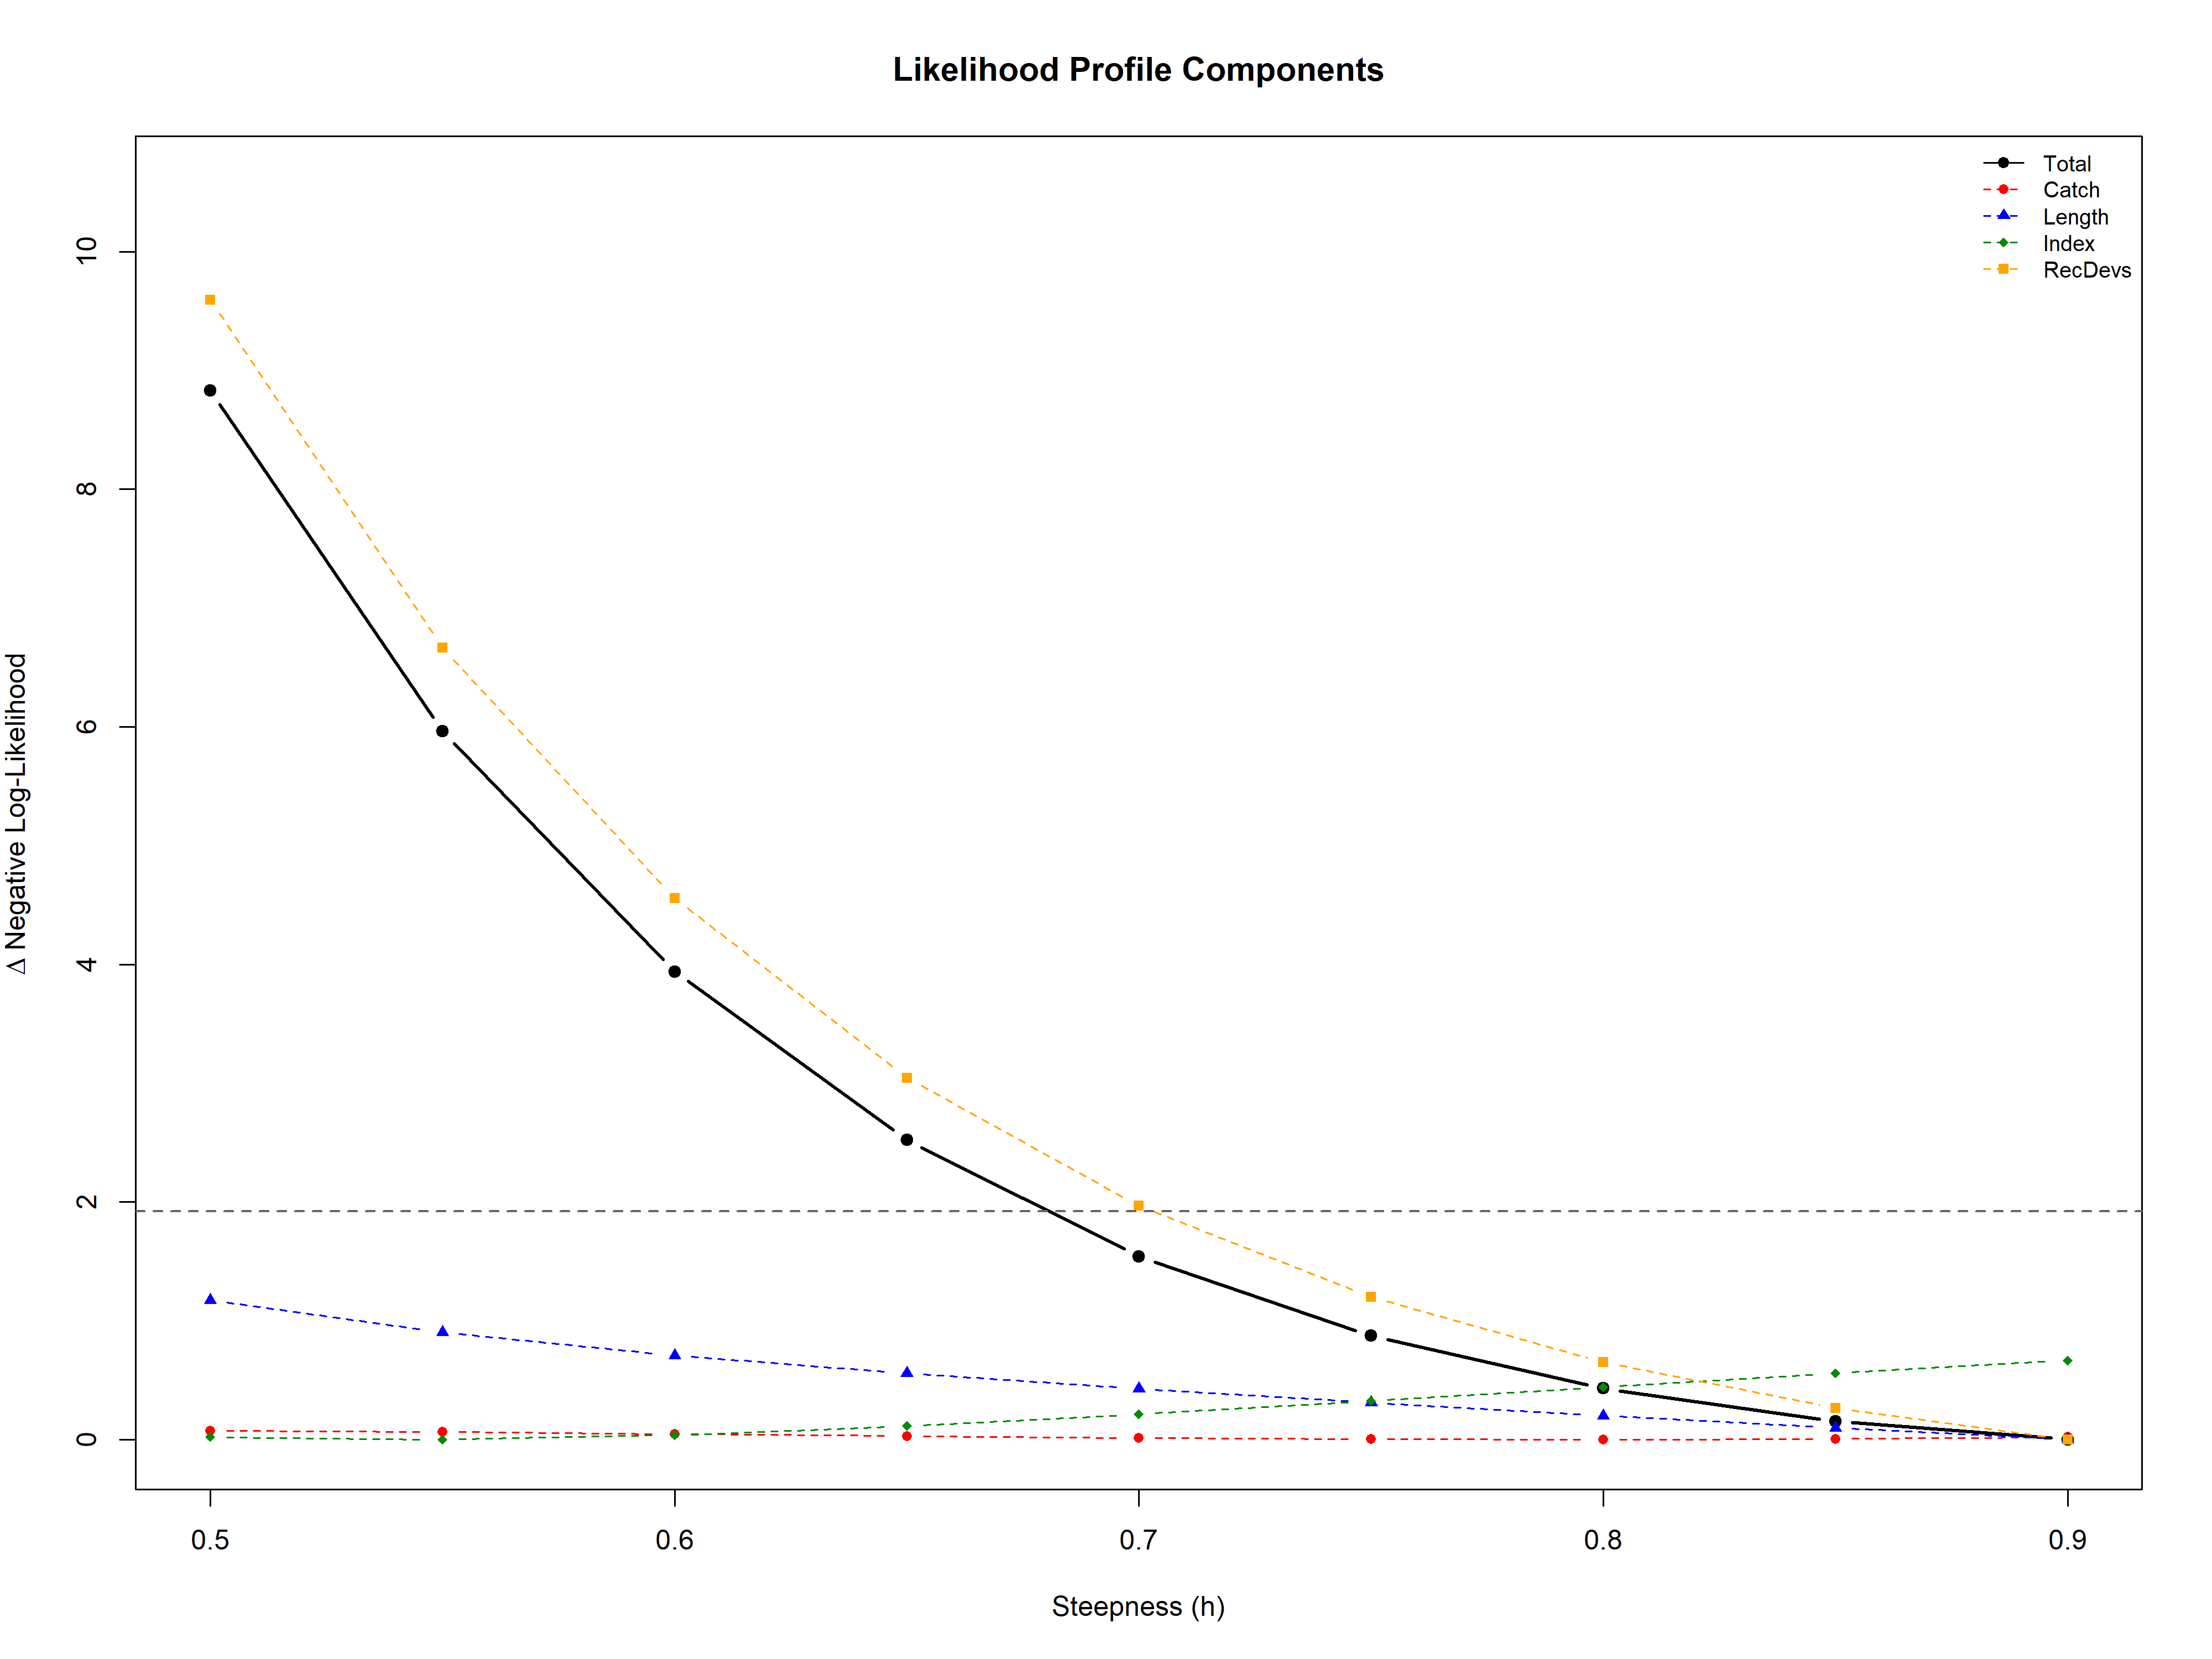 Likelihood Profile Components
Total
Catch
Length
Index
RecDevs
Δ Negative Log-Likelihood
10
8
6
4
2
0
0.5 0.6 0.7 0.8 0.9
Steepness (h)